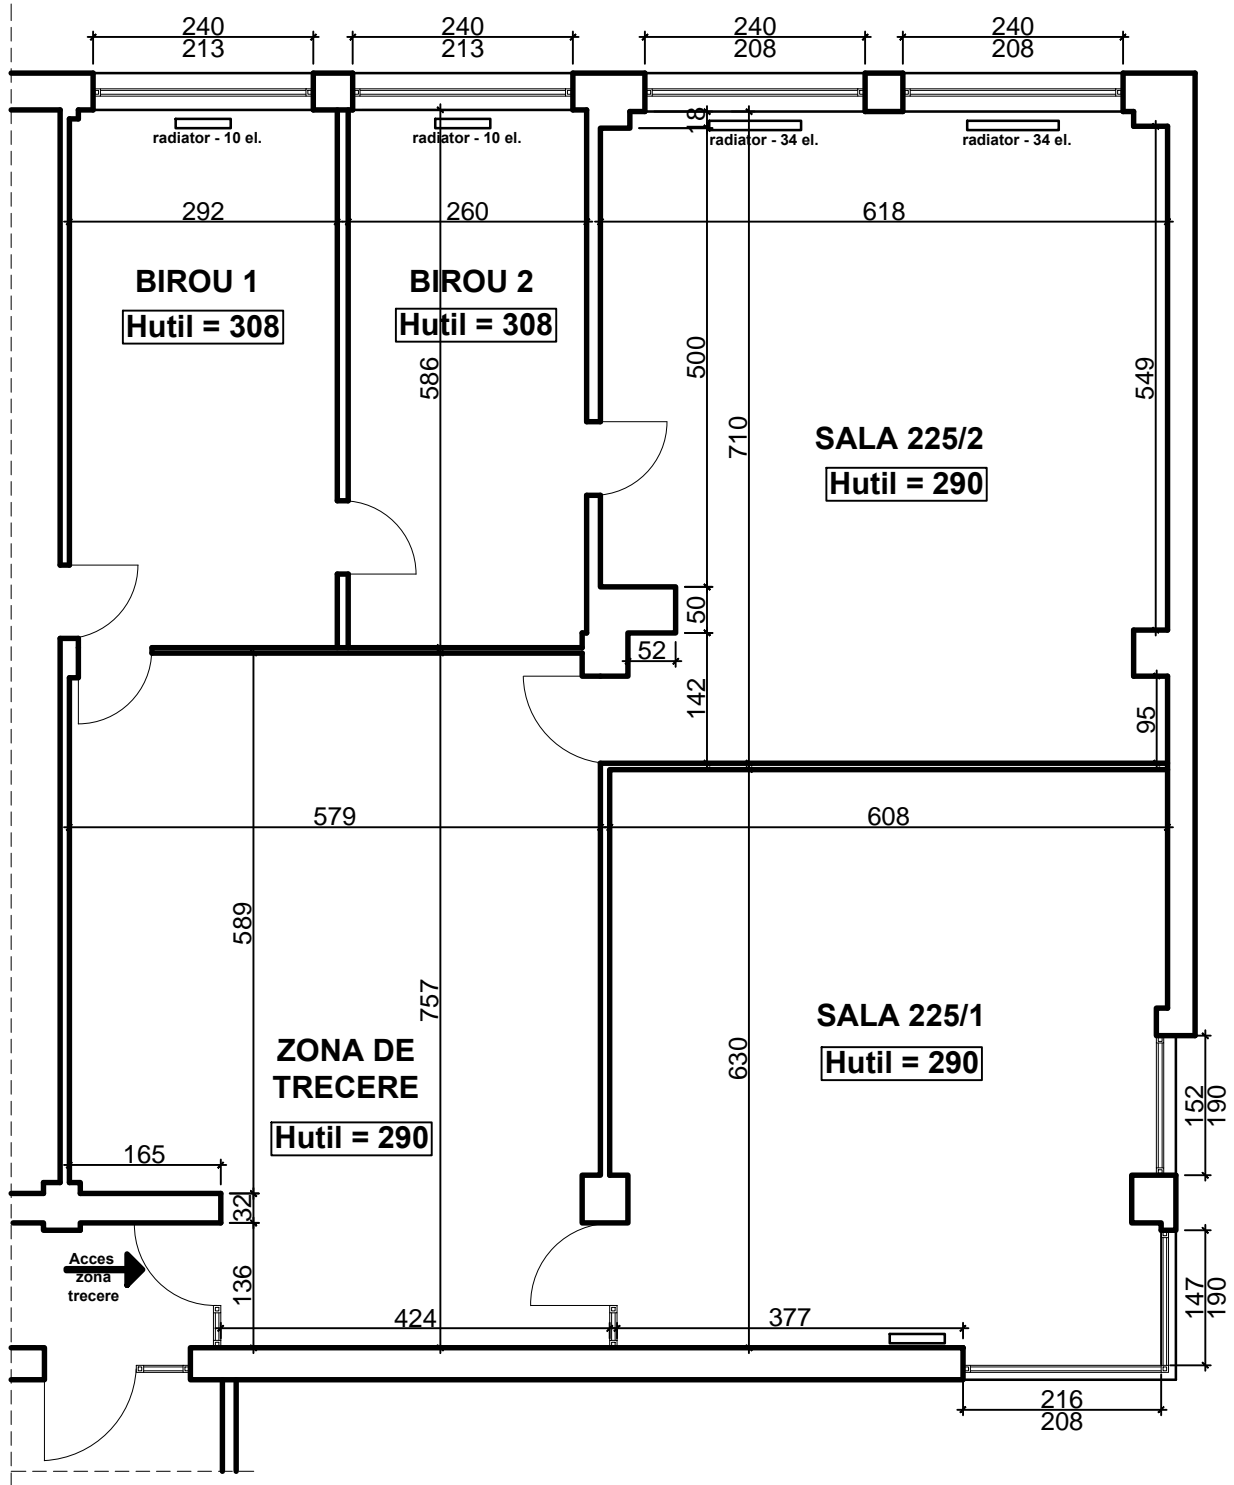 240
213
240
213
240
208
240
208
18
radiator - 10 el.
radiator - 10 el.
radiator - 34 el.
radiator - 34 el.
292
260
618
BIROU 1
Hutil = 308
BIROU 2
Hutil = 308
586
500
549
710
SALA 225/2
Hutil = 290
50
52
142
95
579
608
589
757
630
SALA 225/1
Hutil = 290
ZONA DE
TRECERE
Hutil = 290
152
190
165
32
Acces
zona
trecere
136
147
190
424
377
216
208